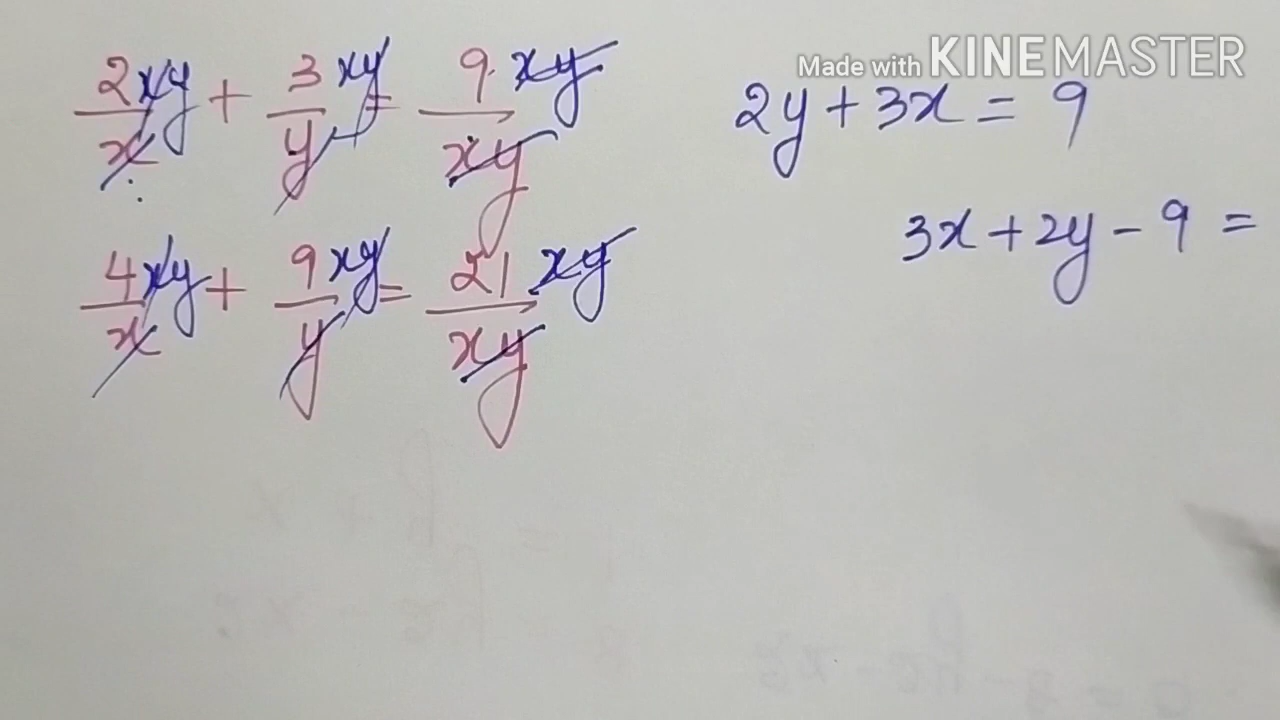 Made with KINEMASTER
2xy/x + 3xy/y = 9xy/xy
2y + 3x = 9
3x + 2y - 9 =
4xy/x + 9xy/y = 21xy/xy